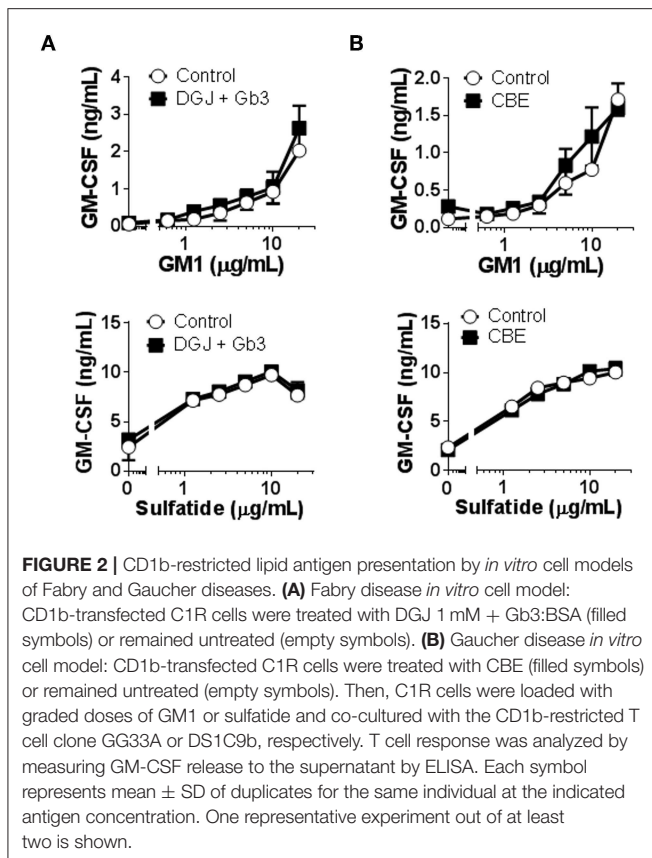 A
B
Control
DGJ + Gb3
GM-CSF (ng/mL)
4
3
2
1
0
1
10
GM1 (μg/mL)
Control
CBE
GM-CSF (ng/mL)
2.0
1.5
1.0
0.5
0.0
1
10
GM1 (μg/mL)
Control
DGJ + Gb3
GM-CSF (ng/mL)
15
10
5
0
0
1
10
Sulfatide (μg/mL)
Control
CBE
GM-CSF (ng/mL)
15
10
5
0
0
1
10
Sulfatide (μg/mL)
FIGURE 2 | CD1b-restricted lipid antigen presentation by in vitro cell models
of Fabry and Gaucher diseases. (A) Fabry disease in vitro cell model:
CD1b-transfected C1R cells were treated with DGJ 1 mM + Gb3:BSA (filled
symbols) or remained untreated (empty symbols). (B) Gaucher disease in vitro
cell model: CD1b-transfected C1R cells were treated with CBE (filled symbols)
or remained untreated (empty symbols). Then, C1R cells were loaded with
graded doses of GM1 or sulfatide and co-cultured with the CD1b-restricted T
cell clone GG33A or DS1C9b, respectively. T cell response was analyzed by
measuring GM-CSF release to the supernatant by ELISA. Each symbol
represents mean ± SD of duplicates for the same individual at the indicated
antigen concentration. One representative experiment out of at least
two is shown.